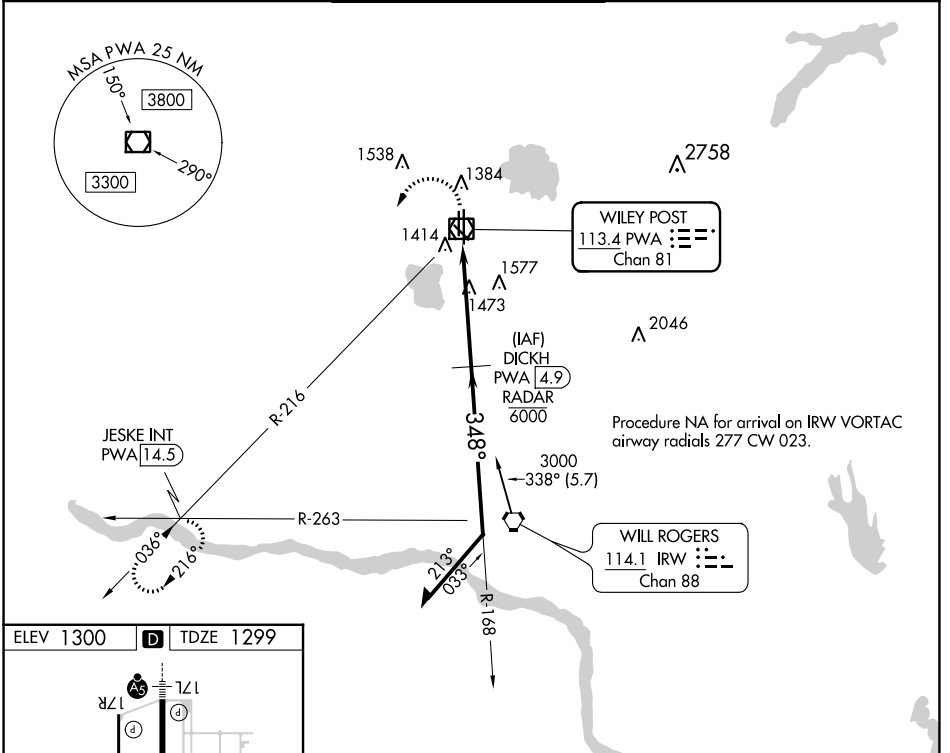 MSA PWA 25 NM
150°
3800
290°
3300
1538
1384
2758
1414
WILEY POST
113.4 PWA
Chan 81
1577
1473
2046
(IAF)
DICKH
PWA 4.9
RADAR
6000
R-216
348°
Procedure NA for arrival on IRW VORTAC
airway radials 277 CW 023.
JESKE INT
PWA 14.5
3000
338° (5.7)
R-263
WILL ROGERS
114.1 IRW
Chan 88
036°
216°
213°
033°
R-168
ELEV 1300 D TDZE 1299
A5
17R
17L
P
P